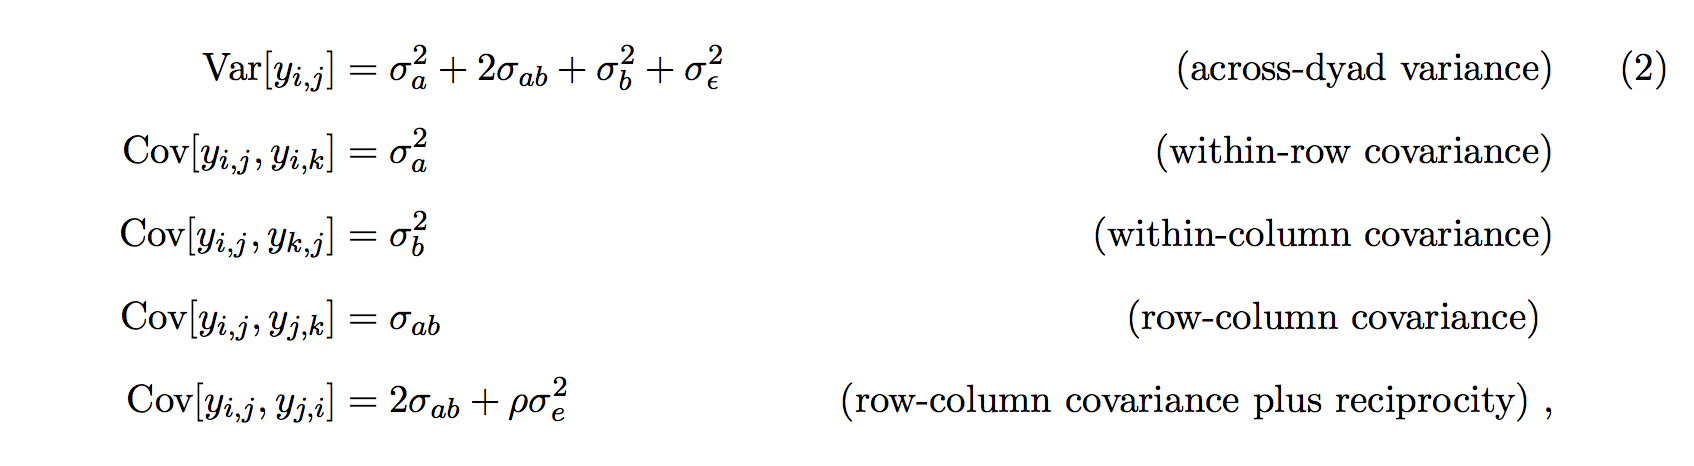 Var[y_{i,j}] = σ_a^2 + 2σ_{ab} + σ_b^2 + σ_ϵ^2 (across-dyad variance) (2)
Cov[y_{i,j}, y_{i,k}] = σ_a^2 (within-row covariance)
Cov[y_{i,j}, y_{k,j}] = σ_b^2 (within-column covariance)
Cov[y_{i,j}, y_{j,k}] = σ_{ab} (row-column covariance)
Cov[y_{i,j}, y_{j,i}] = 2σ_{ab} + ρσ_e^2 (row-column covariance plus reciprocity) ,